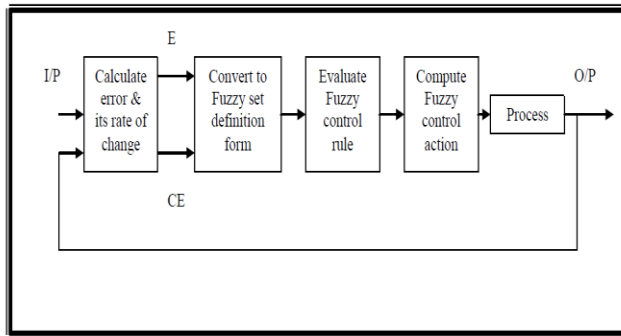 E
I/P
Calculate
error &
its rate of
change
Convert to
Fuzzy set
definition
form
Evaluate
Fuzzy
control
rule
Compute
Fuzzy
control
action
Process
O/P
CE